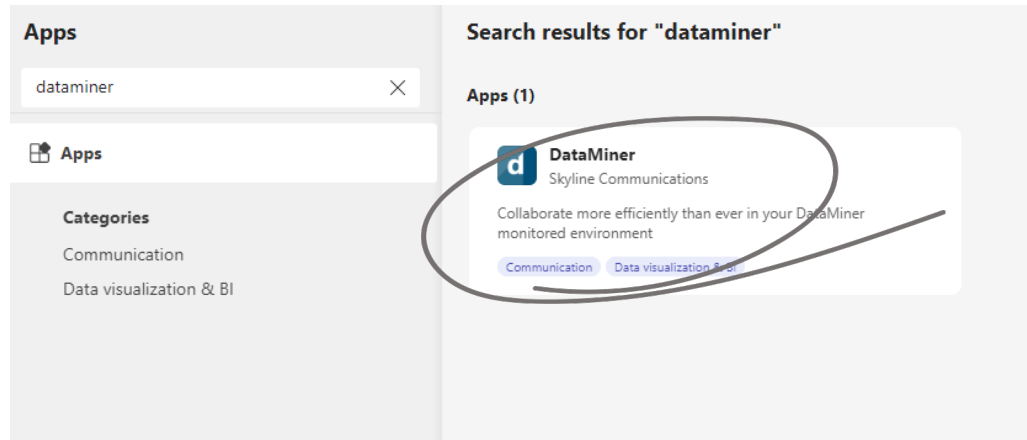 Apps
dataminer
Apps
Categories
Communication
Data visualization & BI
Search results for "dataminer"
Apps (1)
d
DataMiner
Skyline Communications
Collaborate more efficiently than ever in your DataMiner
monitored environment
Communication Data visualization & BI